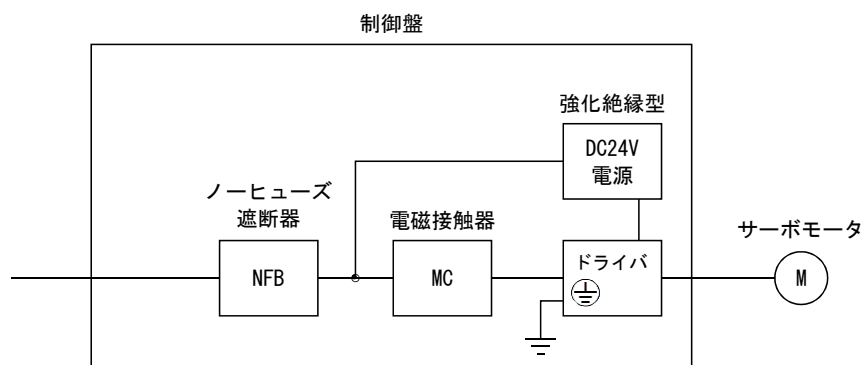 制御盤
強化絶縁型
DC24V
電源
ノーヒューズ
遮断器
電磁接触器
サーボモータ
NFB
MC
ドライバ
M